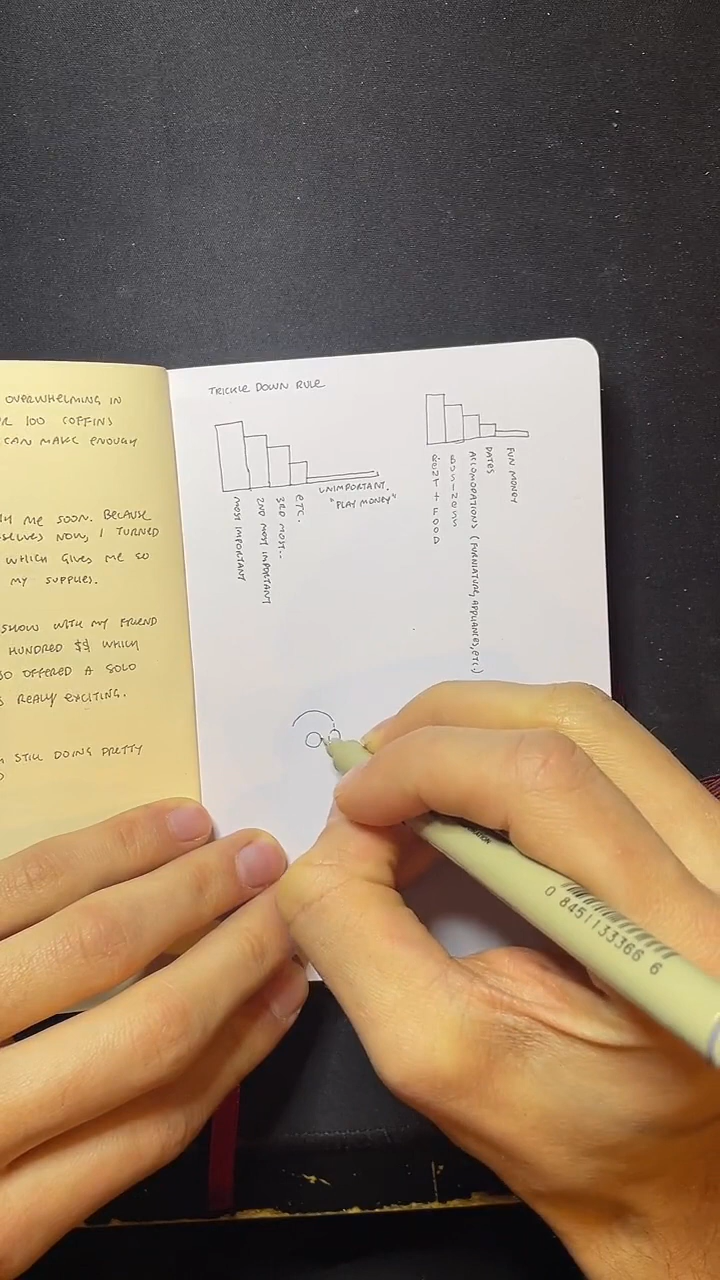 OVERWHELMING IN
R 100 COFFINS
CAN MAKE ENOUGH
ME SOON. BECAUSE
SELVES NOW, I TURNED
WHICH GIVES ME SO
MY SUPPLIES.
SHOW WITH MY FRIEND
HUNDRED $$ WHICH
SO OFFERED A SOLO
S REALLY EXCITING.
STILL DOING PRETTY
TRICKLE DOWN RULE
MOST IMPORTANT
2ND MOST IMPORTANT
3RD MOST..
ETC.
UNIMPORTANT.
"PLAY MONEY"
RENT + FOOD
BUSINESS
ACCOMODATIONS (FURNIATURE, APPLIANCES, ETC.)
DATES
FUN MONEY
0 84511 33366 6